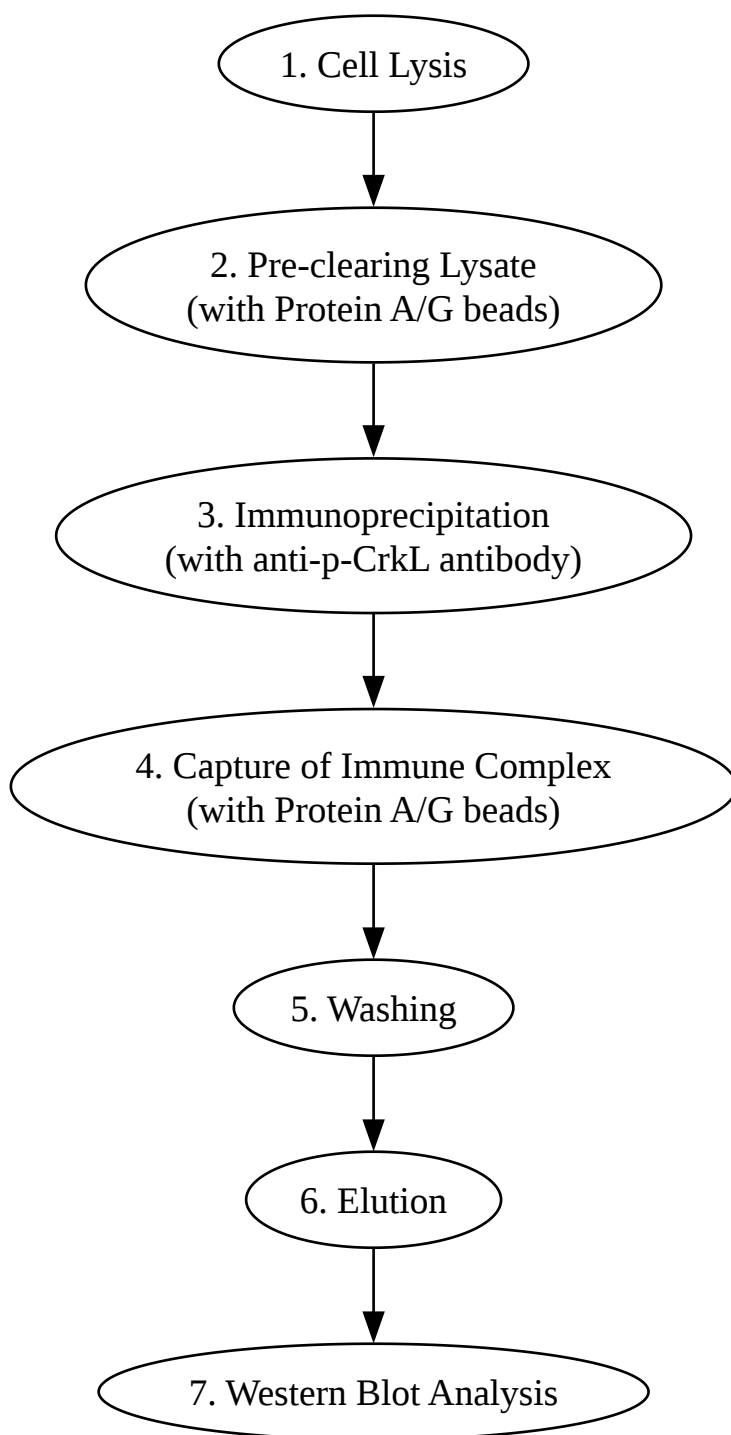 1. Cell Lysis
2. Pre-clearing Lysate
(with Protein A/G beads)
3. Immunoprecipitation
(with anti-p-CrkL antibody)
4. Capture of Immune Complex
(with Protein A/G beads)
5. Washing
6. Elution
7. Western Blot Analysis